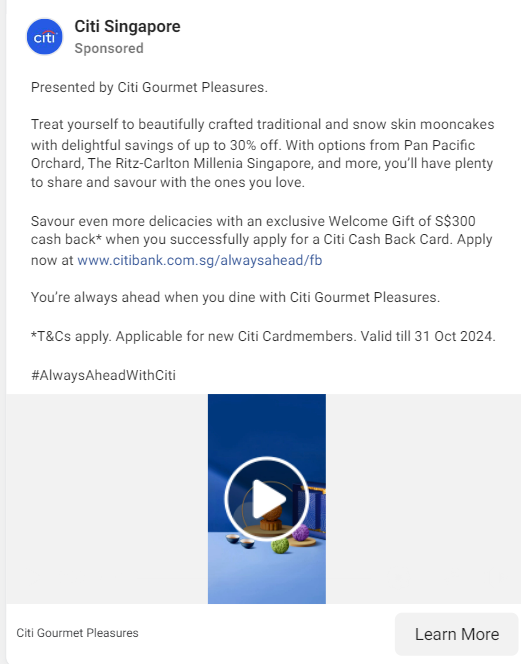 citi
Citi Singapore
Sponsored
Presented by Citi Gourmet Pleasures.
Treat yourself to beautifully crafted traditional and snow skin mooncakes
with delightful savings of up to 30% off. With options from Pan Pacific
Orchard, The Ritz-Carlton Millenia Singapore, and more, you’ll have plenty
to share and savour with the ones you love.
Savour even more delicacies with an exclusive Welcome Gift of S$300
cash back* when you successfully apply for a Citi Cash Back Card. Apply
now at www.citibank.com.sg/alwaysahead/fb
You’re always ahead when you dine with Citi Gourmet Pleasures.
*T&Cs apply. Applicable for new Citi Cardmembers. Valid till 31 Oct 2024.
#AlwaysAheadWithCiti
Citi Gourmet Pleasures
Learn More